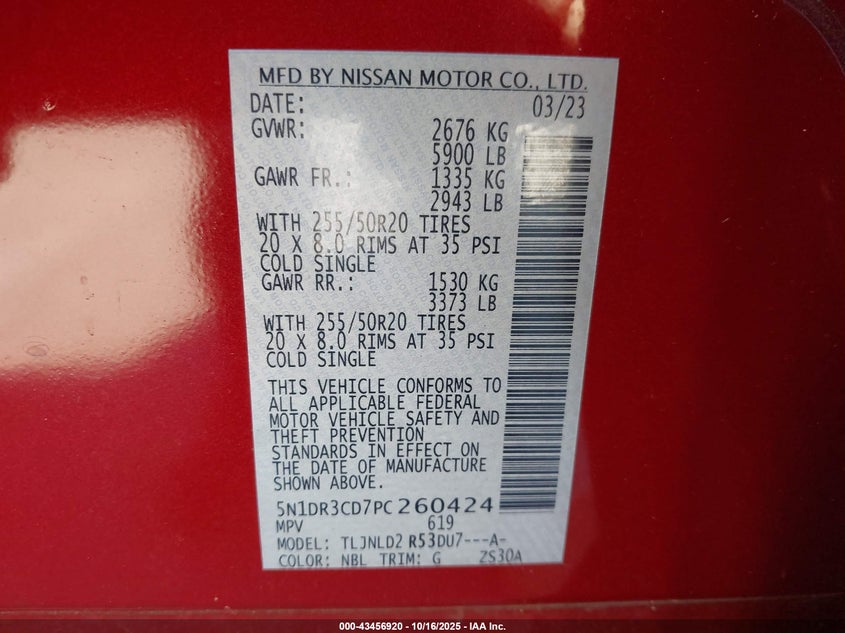 MFD BY NISSAN MOTOR CO., LTD.
DATE: 03/23
GVWR: 2676 KG
5900 LB
GAWR FR.: 1335 KG
2943 LB
WITH 255/50R20 TIRES
20 X 8.0 RIMS AT 35 PSI
COLD SINGLE
GAWR RR.: 1530 KG
3373 LB
WITH 255/50R20 TIRES
20 X 8.0 RIMS AT 35 PSI
COLD SINGLE
THIS VEHICLE CONFORMS TO
ALL APPLICABLE FEDERAL
MOTOR VEHICLE SAFETY AND
THEFT PREVENTION
STANDARDS IN EFFECT ON
THE DATE OF MANUFACTURE
SHOWN ABOVE.
5N1DR3CD7PC260424
MPV 619
MODEL: TLJNLD2 R53DU7---A-
COLOR: NBL TRIM: G ZS30A
000-43456920 - 10/16/2025 - IAA Inc.